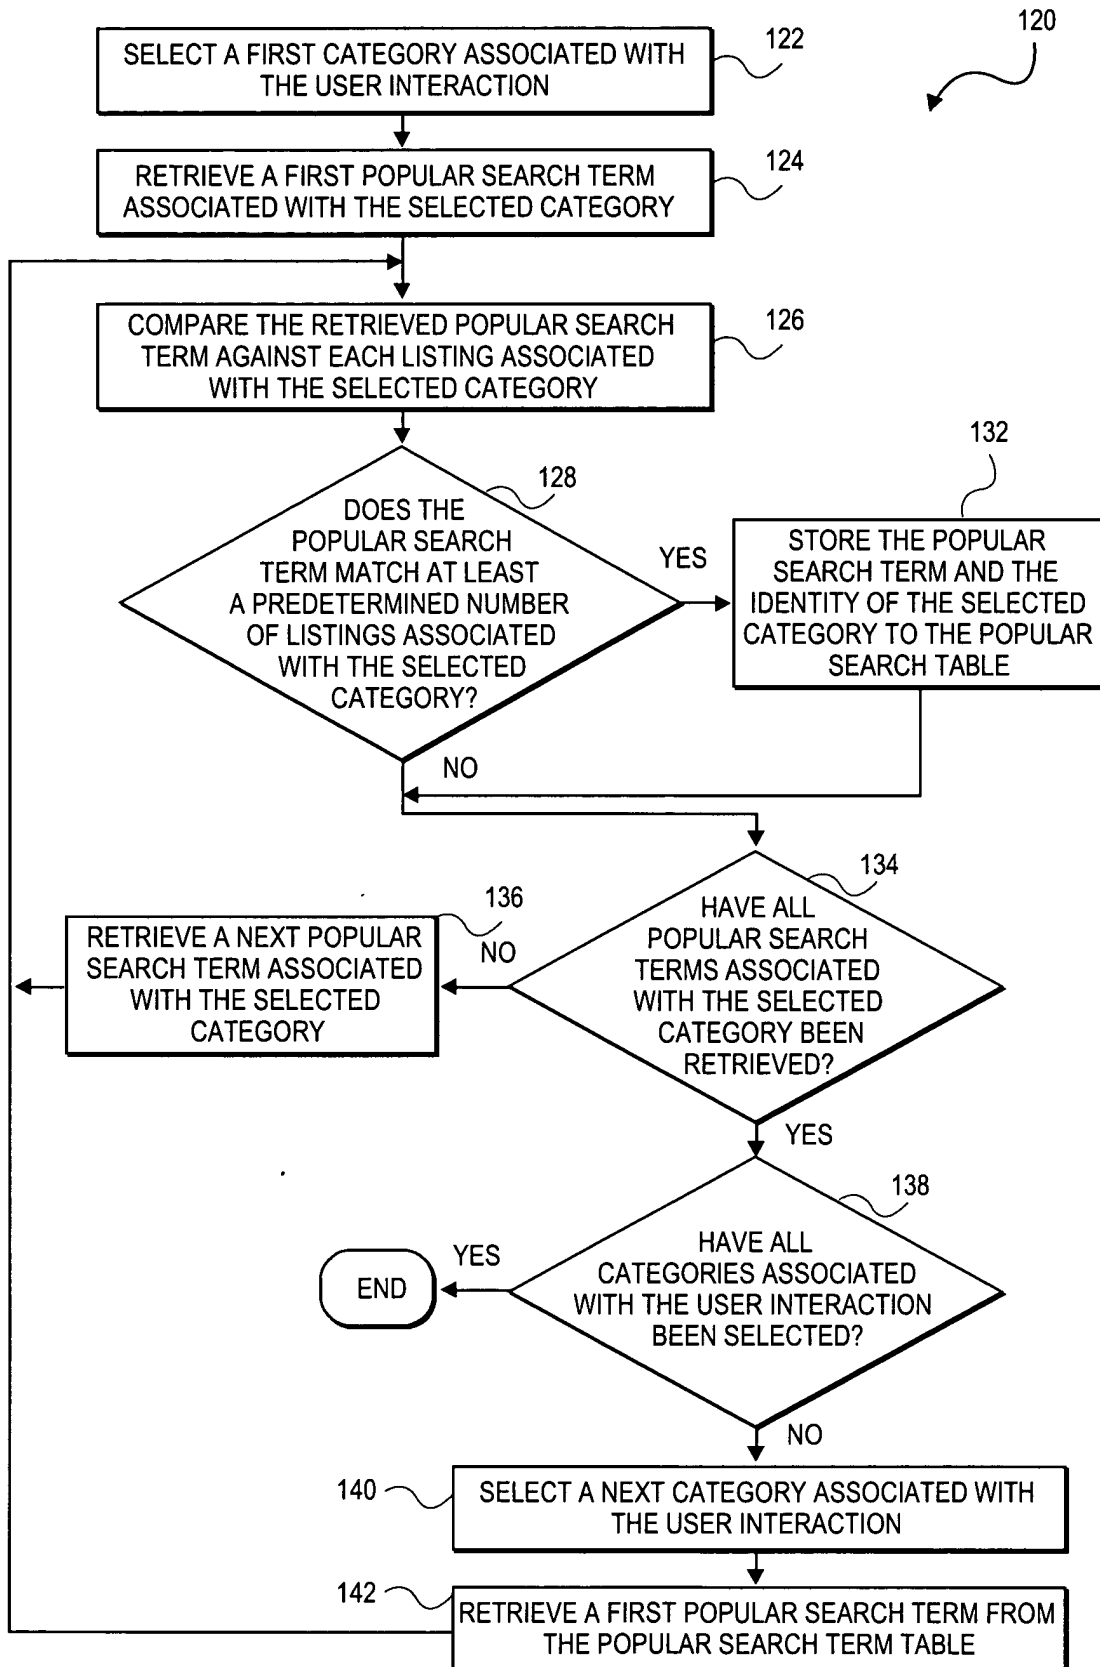 120
SELECT A FIRST CATEGORY ASSOCIATED WITH
THE USER INTERACTION
122
RETRIEVE A FIRST POPULAR SEARCH TERM
ASSOCIATED WITH THE SELECTED CATEGORY
124
COMPARE THE RETRIEVED POPULAR SEARCH
TERM AGAINST EACH LISTING ASSOCIATED
WITH THE SELECTED CATEGORY
126
DOES THE
POPULAR SEARCH
TERM MATCH AT LEAST
A PREDETERMINED NUMBER
OF LISTINGS ASSOCIATED
WITH THE SELECTED
CATEGORY?
128
YES
132
STORE THE POPULAR
SEARCH TERM AND THE
IDENTITY OF THE SELECTED
CATEGORY TO THE POPULAR
SEARCH TABLE
NO
134
HAVE ALL
POPULAR SEARCH
TERMS ASSOCIATED
WITH THE SELECTED
CATEGORY BEEN
RETRIEVED?
NO
136
RETRIEVE A NEXT POPULAR
SEARCH TERM ASSOCIATED
WITH THE SELECTED
CATEGORY
YES
138
HAVE ALL
CATEGORIES ASSOCIATED
WITH THE USER INTERACTION
BEEN SELECTED?
YES
END
NO
140
SELECT A NEXT CATEGORY ASSOCIATED WITH
THE USER INTERACTION
142
RETRIEVE A FIRST POPULAR SEARCH TERM FROM
THE POPULAR SEARCH TERM TABLE